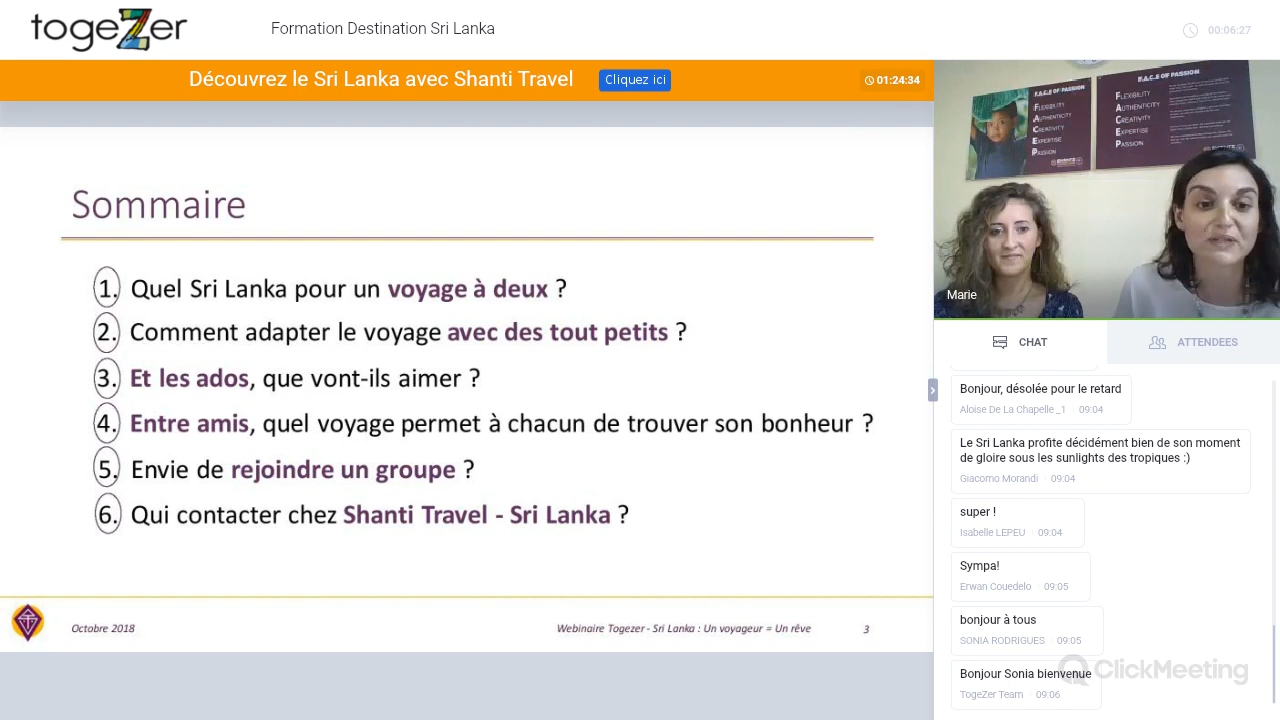 togeZer
Formation Destination Sri Lanka
00:06:27
Découvrez le Sri Lanka avec Shanti Travel
Cliquez ici
01:24:34
Sommaire
1. Quel Sri Lanka pour un voyage à deux ?
2. Comment adapter le voyage avec des tout petits ?
3. Et les ados, que vont-ils aimer ?
4. Entre amis, quel voyage permet à chacun de trouver son bonheur ?
5. Envie de rejoindre un groupe ?
6. Qui contacter chez Shanti Travel - Sri Lanka ?
Octobre 2018
Webinaire Togezer - Sri Lanka : Un voyageur = Un rêve
3
F.A.C.E OF PASSION
FLEXIBILITY
AUTHENTICITY
CREATIVITY
EXPERTISE
PASSION
F.A.C.E OF PASSION
FLEXIBILITY
AUTHENTICITY
CREATIVITY
EXPERTISE
PASSION
Marie
CHAT
ATTENDEES
Bonjour, désolée pour le retard
Aloise De La Chapelle _1 · 09:04
Le Sri Lanka profite décidément bien de son moment
de gloire sous les sunlights des tropiques :)
Giacomo Morandi · 09:04
super !
Isabelle LEPEU · 09:04
Sympa!
Erwan Couedelo · 09:05
bonjour à tous
SONIA RODRIGUES · 09:05
Bonjour Sonia bienvenue
TogeZer Team · 09:06
ClickMeeting